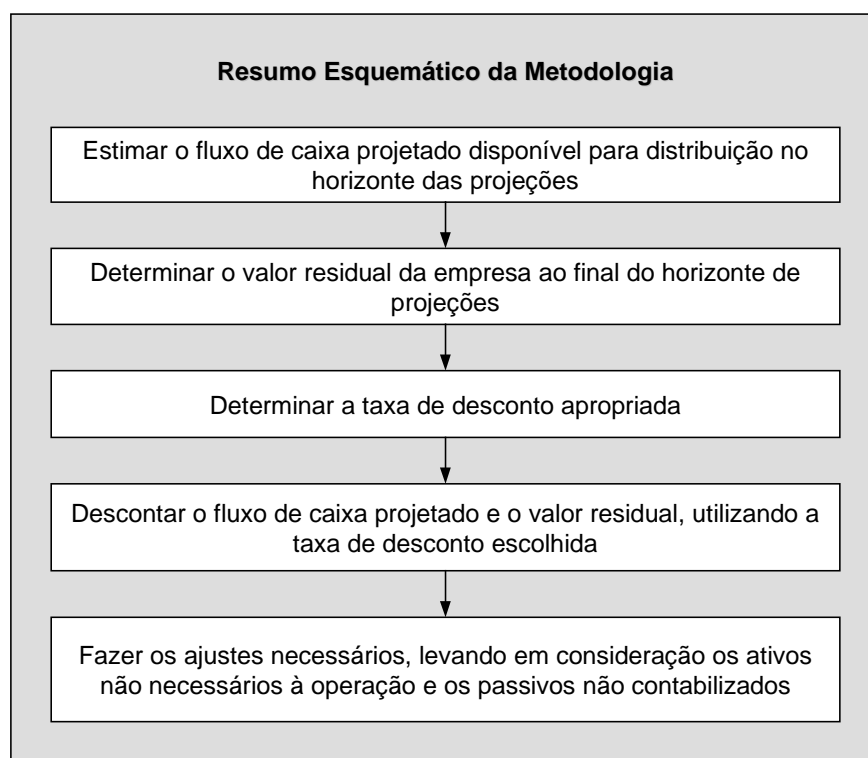 Resumo Esquemático da Metodologia
Estimar o fluxo de caixa projetado disponível para distribuição no
horizonte das projeções
Determinar o valor residual da empresa ao final do horizonte de
projeções
Determinar a taxa de desconto apropriada
Descontar o fluxo de caixa projetado e o valor residual, utilizando a
taxa de desconto escolhida
Fazer os ajustes necessários, levando em consideração os ativos
não necessários à operação e os passivos não contabilizados